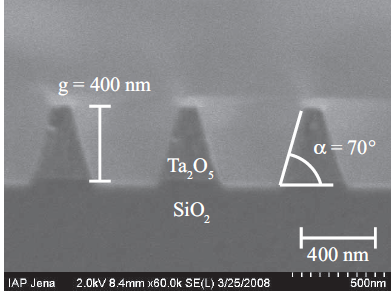 g = 400 nm
α = 70°
Ta₂O₅
SiO₂
400 nm
IAP Jena 2.0kV 8.4mm x60.0k SE(L) 3/25/2008 500nm